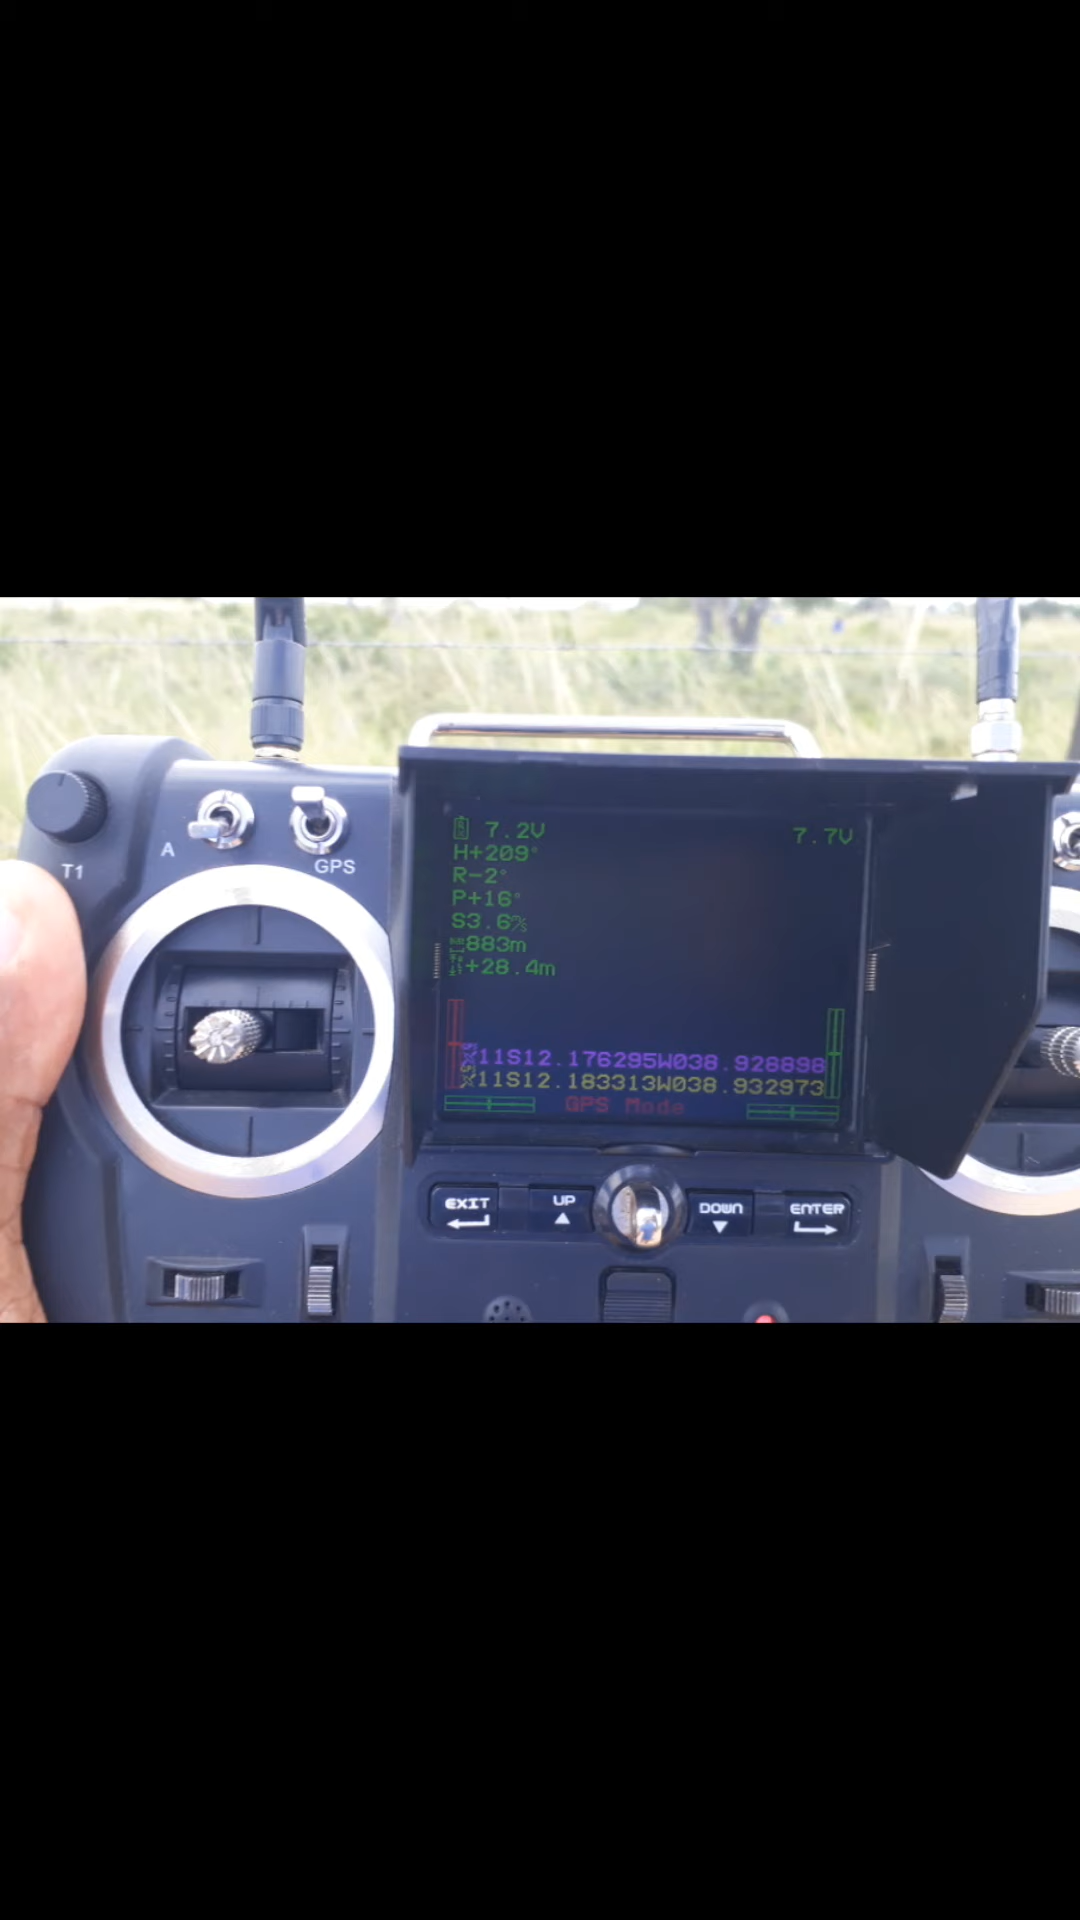 A
T1
GPS
7.2V
7.7V
H+209°
R-2°
P+16°
S3.6m/s
883m
+28.4m
11S12.176295W038.928898
11S12.183313W038.932973
GPS Mode
EXIT
UP
DOWN
ENTER